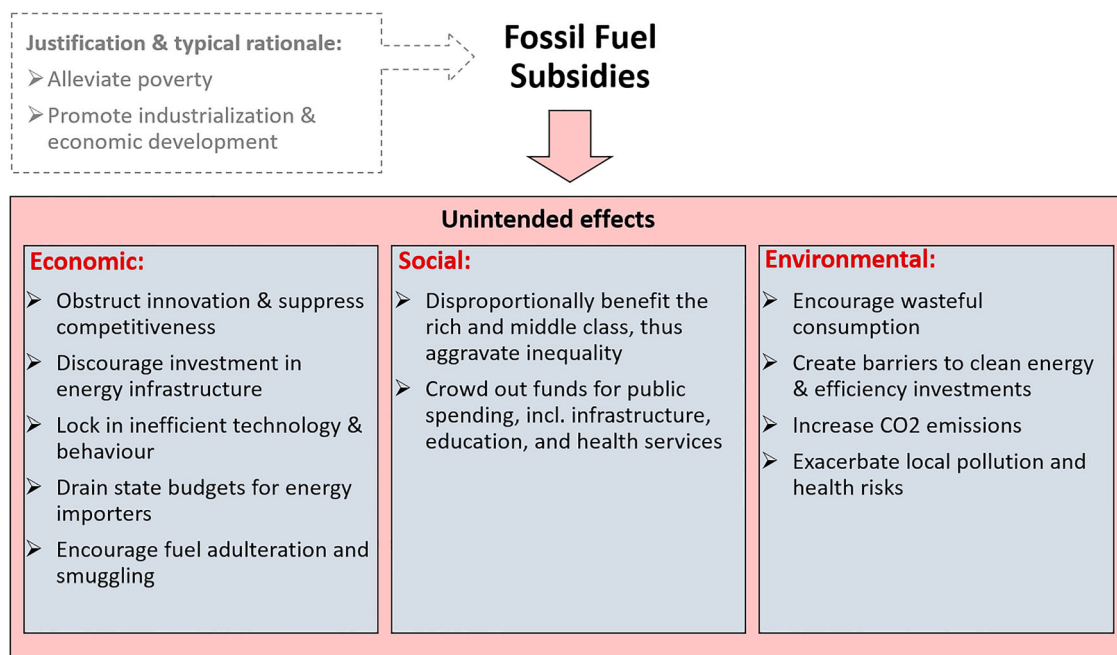 Justification & typical rationale:
➢ Alleviate poverty
➢ Promote industrialization &
economic development
Fossil Fuel
Subsidies
Unintended effects
Economic:
➢ Obstruct innovation & suppress
competitiveness
➢ Discourage investment in
energy infrastructure
➢ Lock in inefficient technology &
behaviour
➢ Drain state budgets for energy
importers
➢ Encourage fuel adulteration and
smuggling
Social:
➢ Disproportionally benefit the
rich and middle class, thus
aggravate inequality
➢ Crowd out funds for public
spending, incl. infrastructure,
education, and health services
Environmental:
➢ Encourage wasteful
consumption
➢ Create barriers to clean energy
& efficiency investments
➢ Increase CO2 emissions
➢ Exacerbate local pollution and
health risks